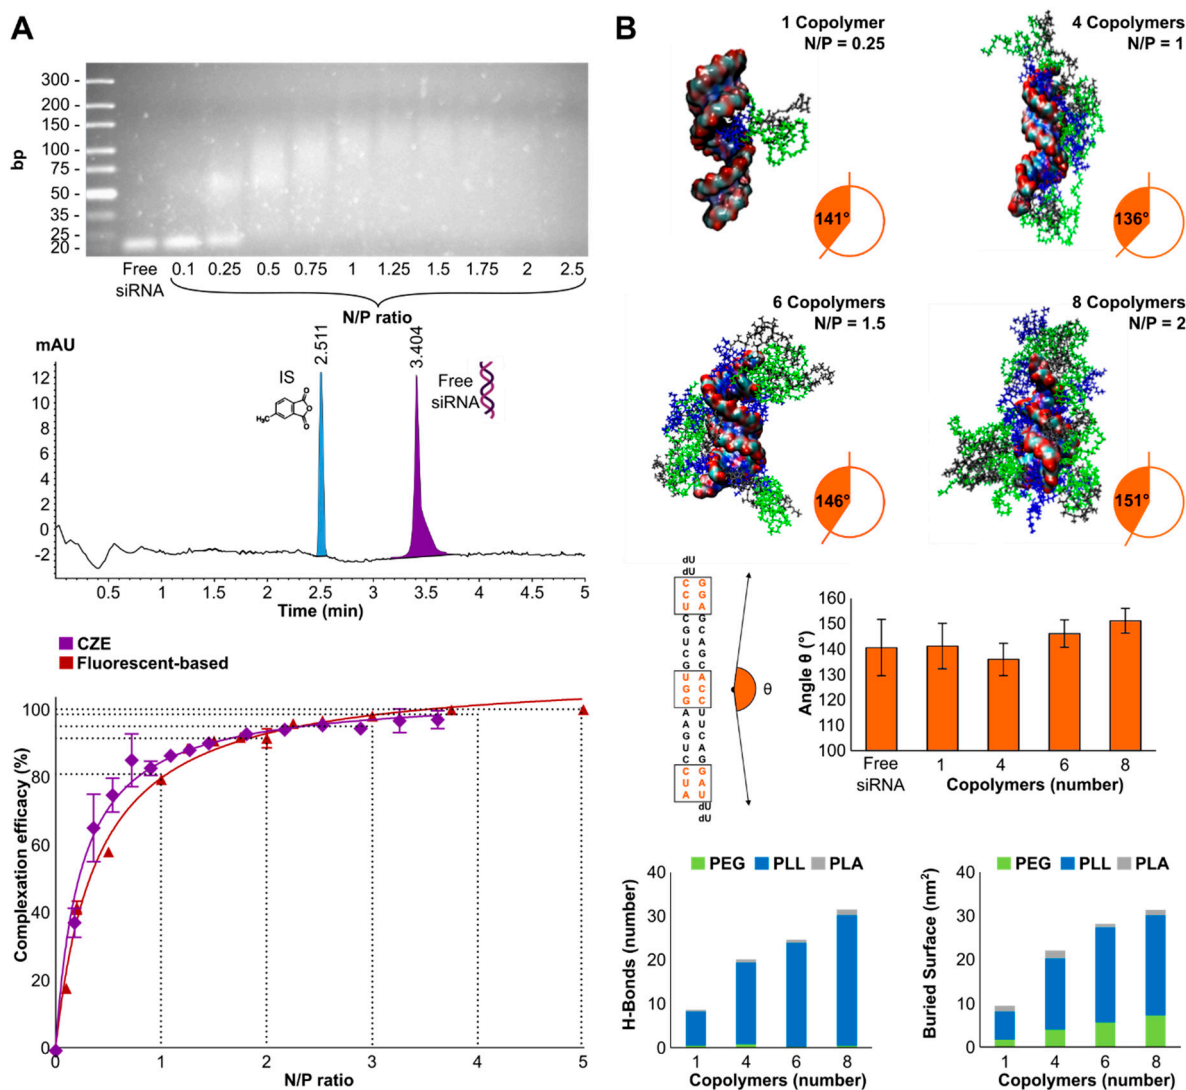 A
bp
300 -
200 -
150 -
100 -
75 -
50 -
35 -
25 -
20 -
Free siRNA 0.1 0.25 0.5 0.75 1 1.25 1.5 1.75 2 2.5
N/P ratio
mAU
12
10
8
6
4
2
0
-2
IS
H₃C
O
O
O
2.511
3.404
Free
siRNA
0.5 1 1.5 2 2.5 3 3.5 4 4.5 5
Time (min)
CZE
Fluorescent-based
Complexation efficacy (%)
100
80
60
40
20
0
0 1 2 3 4 5
N/P ratio
B
1 Copolymer
N/P = 0.25
141°
4 Copolymers
N/P = 1
136°
6 Copolymers
N/P = 1.5
146°
8 Copolymers
N/P = 2
151°
dU
dU
C G
C G
U A
C G
G C
U A
C G
G C
U A
G C
G C
A U
A U
G C
U A
C G
C G
U A
A U
dU
dU
θ
Angle θ (°)
160
150
140
130
120
110
100
Free siRNA 1 4 6 8
Copolymers (number)
PEG PLL PLA
H-Bonds (number)
40
30
20
10
0
1 4 6 8
Copolymers (number)
PEG PLL PLA
Buried Surface (nm²)
40
30
20
10
0
1 4 6 8
Copolymers (number)